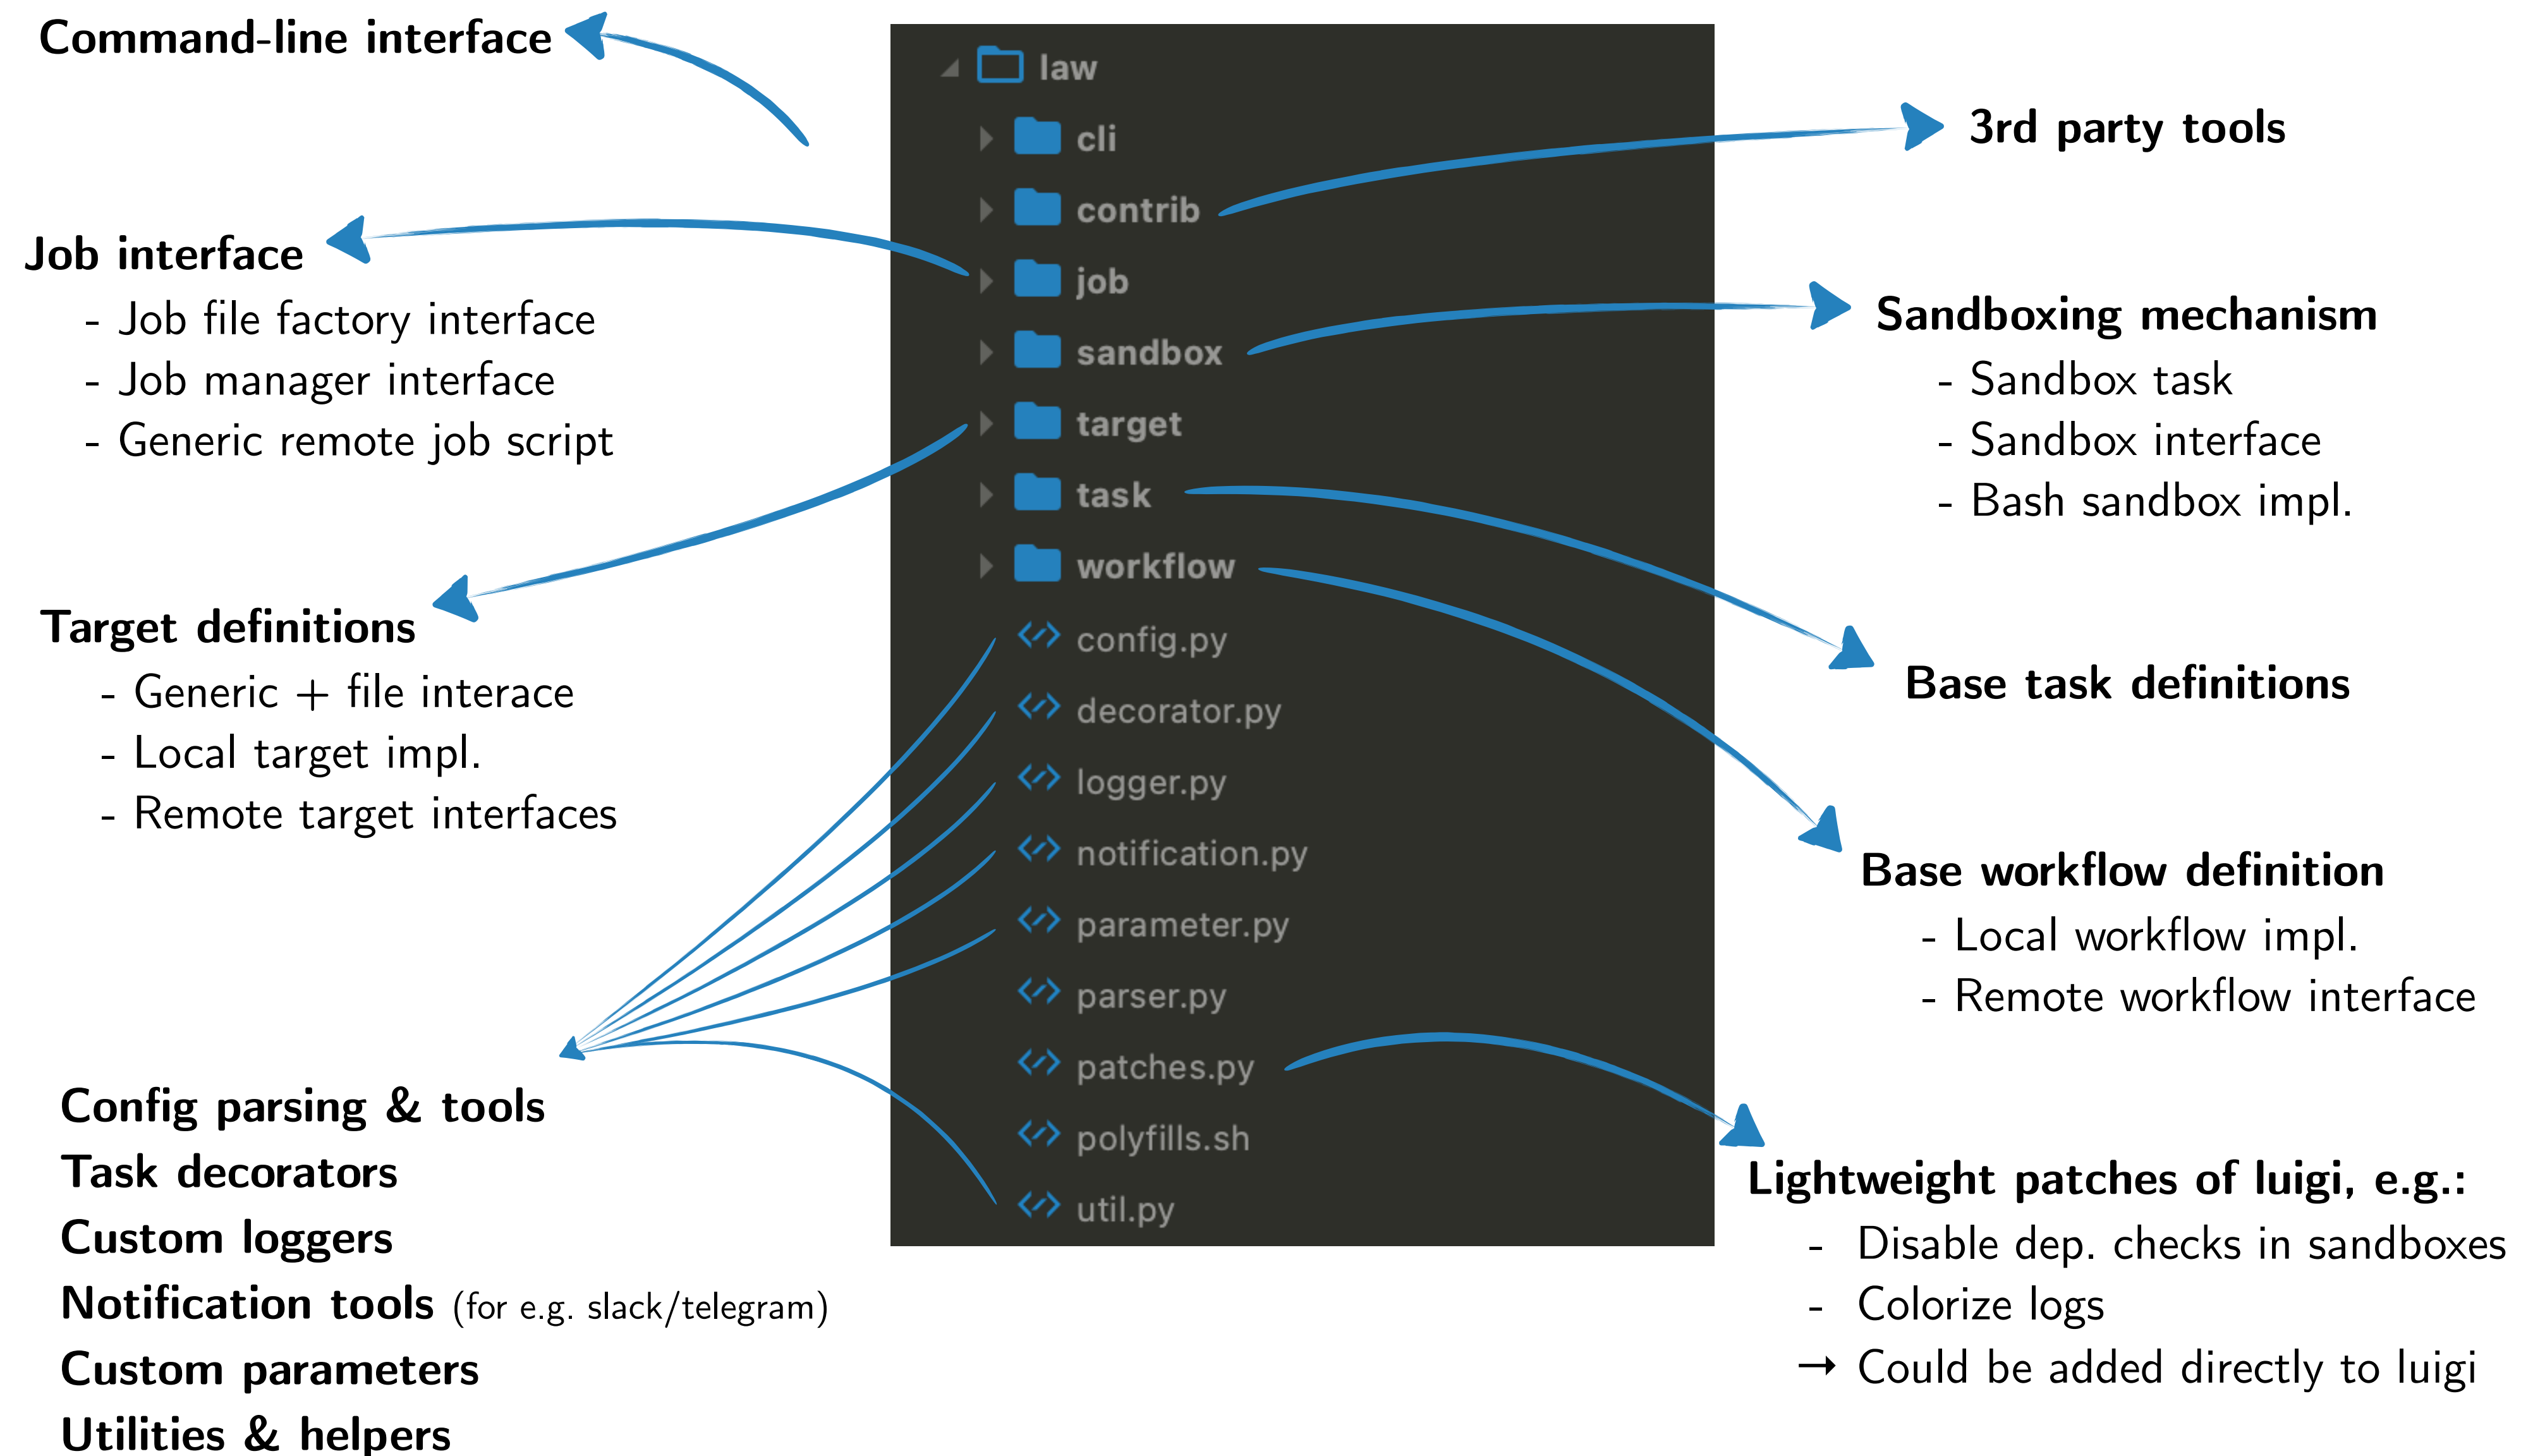 Command-line interface
Job interface
- Job file factory interface
- Job manager interface
- Generic remote job script
Target definitions
- Generic + file interace
- Local target impl.
- Remote target interfaces
Config parsing & tools
Task decorators
Custom loggers
Notification tools (for e.g. slack/telegram)
Custom parameters
Utilities & helpers
law
cli
contrib
job
sandbox
target
task
workflow
config.py
decorator.py
logger.py
notification.py
parameter.py
parser.py
patches.py
polyfills.sh
util.py
3rd party tools
Sandboxing mechanism
- Sandbox task
- Sandbox interface
- Bash sandbox impl.
Base task definitions
Base workflow definition
- Local workflow impl.
- Remote workflow interface
Lightweight patches of luigi, e.g.:
- Disable dep. checks in sandboxes
- Colorize logs
→ Could be added directly to luigi